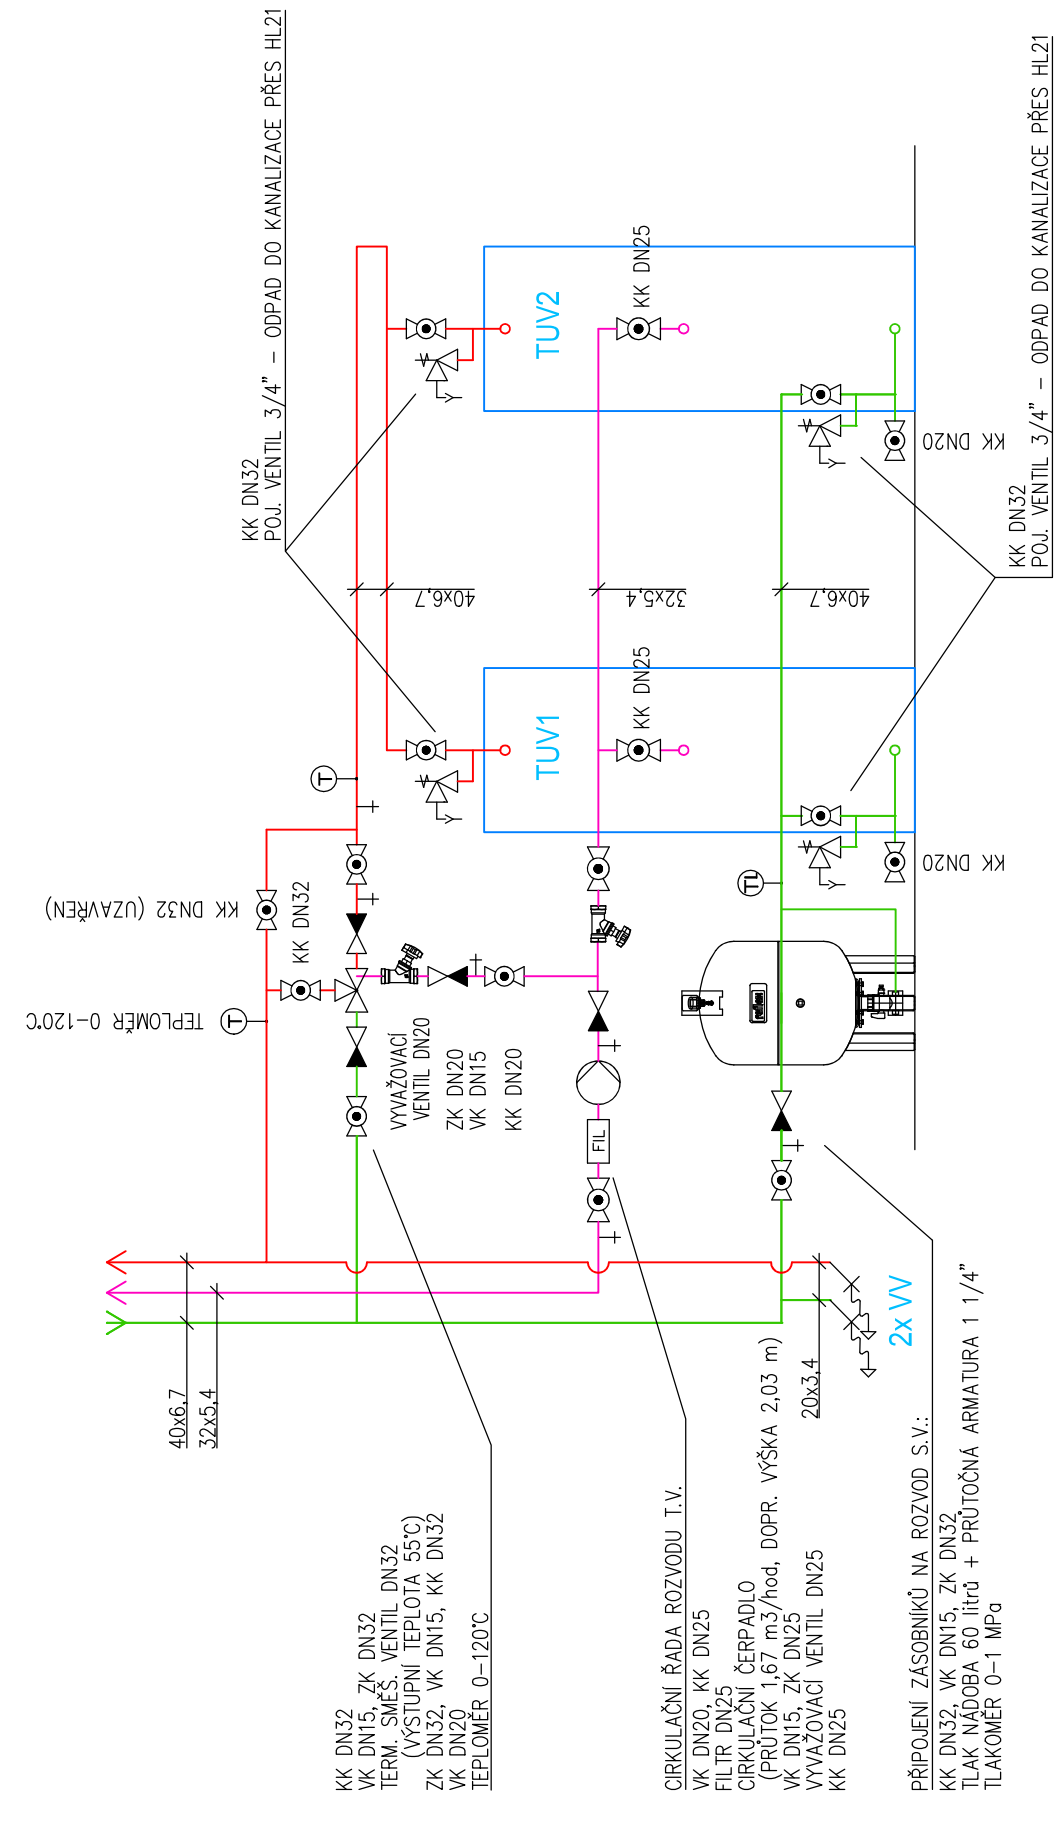 KK DN32
POJ. VENTIL 3/4” – ODPAD DO KANALIZACE PŘES HL21
KK DN32
POJ. VENTIL 3/4” – ODPAD DO KANALIZACE PŘES HL21
TUV2
KK DN25
KK DN20
40x6,7
32x5,4
40x6,7
TUV1
KK DN25
KK DN20
T
TL
KK DN32 (UZAVŘEN)
KK DN32
TEPLOMĚR 0–120°C
T
VYVAŽOVACÍ
VENTIL DN20
ZK DN20
VK DN15
KK DN20
FIL
reflex
40x6,7
32x5,4
20x3,4
2x VV
KK DN32
VK DN15, ZK DN32
TERM. SMĚŠ. VENTIL DN32
(VÝSTUPNÍ TEPLOTA 55°C)
ZK DN32, VK DN15, KK DN32
VK DN20
TEPLOMĚR 0–120°C
CIRKULAČNÍ ŘADA ROZVODU T.V.
VK DN20, KK DN25
FILTR DN25
CIRKULAČNÍ ČERPADLO
(PRŮTOK 1,67 m3/hod, DOPR. VÝŠKA 2,03 m)
VK DN15, ZK DN25
VYVAŽOVACÍ VENTIL DN25
KK DN25
PŘIPOJENÍ ZÁSOBNÍKŮ NA ROZVOD S.V.:
KK DN32, VK DN15, ZK DN32
TLAK NÁDOBA 60 litrů + PRŮTOČNÁ ARMATURA 1 1/4”
TLAKOMĚR 0–1 MPa